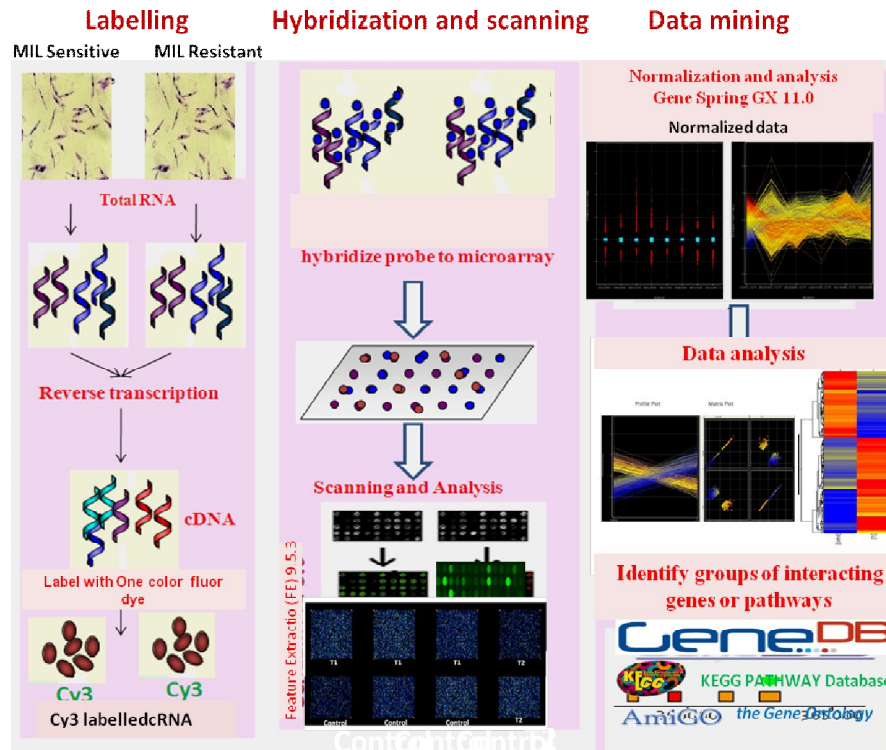 Labelling
Hybridization and scanning
Data mining
MIL Sensitive
MIL Resistant
Total RNA
Reverse transcription
cDNA
Label with One color fluor
dye
Cy3
Cy3
Cy3 labelledcRNA
hybridize probe to microarray
Scanning and Analysis
Feature Extractio (FE) 9.5.3
T1
T1
T1
T2
Control
Control
Control
T2
Normalization and analysis
Gene Spring GX 11.0
Normalized data
Data analysis
Profile Plot
Matrix Plot
Identify groups of interacting
genes or pathways
GeneDB
KEGG
KEGG PATHWAY Database
AmiGO
the Gene Ontology